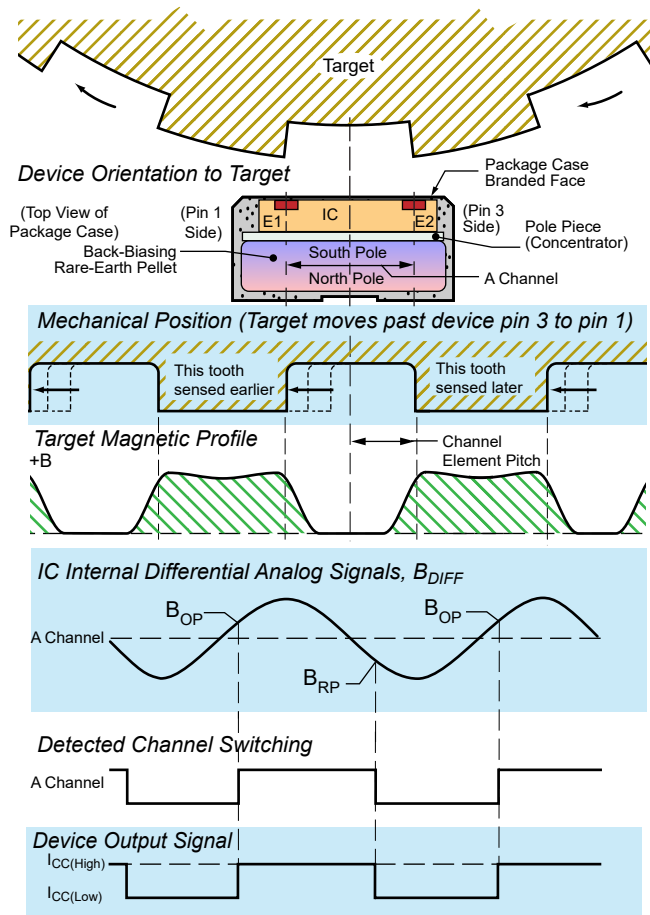 Target
Device Orientation to Target
Package Case
Branded Face
(Top View of
Package Case)
(Pin 1
Side)
E1
IC
E2
(Pin 3
Side)
Pole Piece
(Concentrator)
Back-Biasing
Rare-Earth Pellet
South Pole
North Pole
A Channel
Mechanical Position (Target moves past device pin 3 to pin 1)
This tooth
sensed earlier
This tooth
sensed later
Target Magnetic Profile
+B
Channel
Element Pitch
IC Internal Differential Analog Signals, BDIFF
BOP
BOP
A Channel
BRP
Detected Channel Switching
A Channel
Device Output Signal
ICC(High)
ICC(Low)